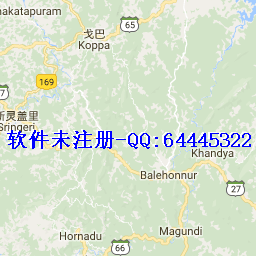 akatapuram
戈巴
Koppa
65
169
斯灵盖里
Sringeri
软件未注册-QQ:64445322
Khandya
Balehonnur
27
Magundi
Hornadu
66